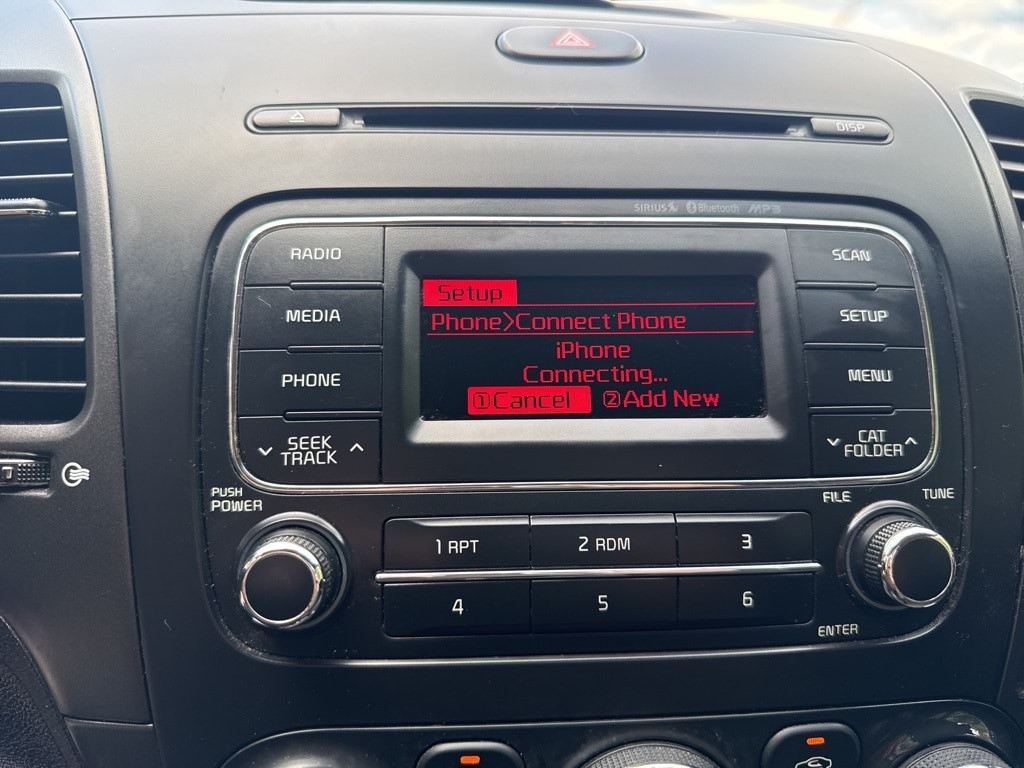 DISP
SIRIUS Bluetooth MP3
RADIO
MEDIA
PHONE
SEEK
TRACK
Setup
Phone>Connect Phone
iPhone
Connecting...
①Cancel ②Add New
SCAN
SETUP
MENU
CAT
FOLDER
PUSH
POWER
FILE
TUNE
1 RPT
2 RDM
3
4
5
6
ENTER